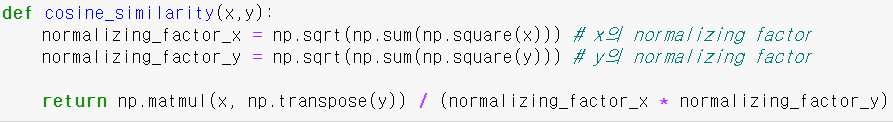 def cosine_similarity(x,y):
    normalizing_factor_x = np.sqrt(np.sum(np.square(x))) # x의 normalizing factor
    normalizing_factor_y = np.sqrt(np.sum(np.square(y))) # y의 normalizing factor
    return np.matmul(x, np.transpose(y)) / (normalizing_factor_x * normalizing_factor_y)